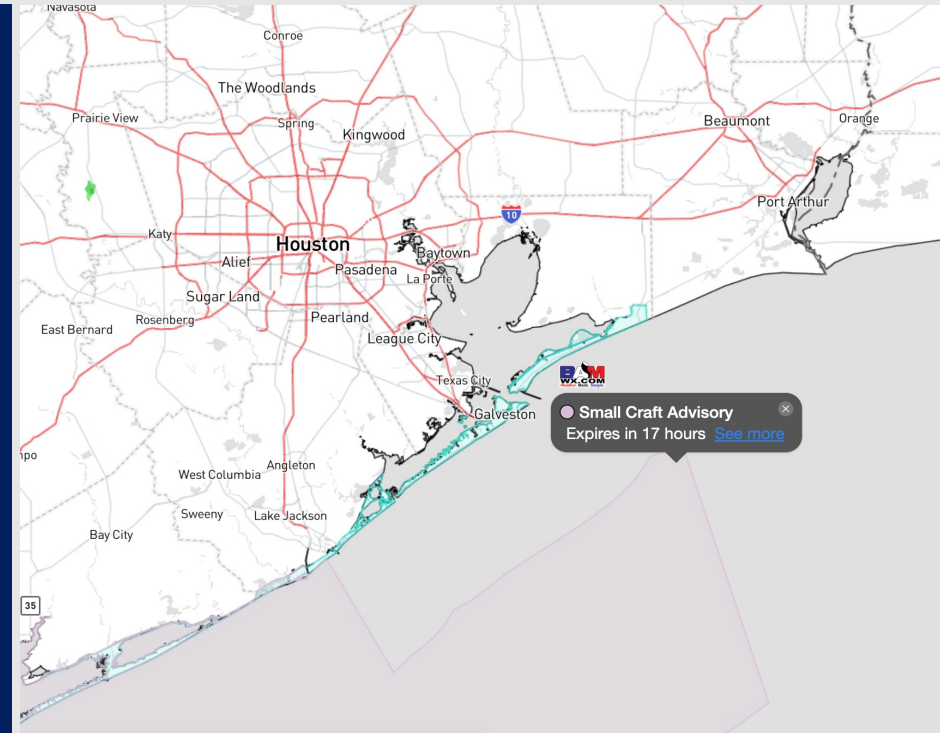 Navasota
Conroe
The Woodlands
Prairie View
Spring
Kingwood
Beaumont
Orange
Port Arthur
10
Katy
Houston
Baytown
Alief
Pasadena
La Porte
Sugar Land
Pearland
Rosenberg
East Bernard
League City
Texas City
BAM
WX.COM
Galveston
Small Craft Advisory
Expires in 17 hours See more
mpo
Angleton
West Columbia
Sweeny
Lake Jackson
Bay City
35